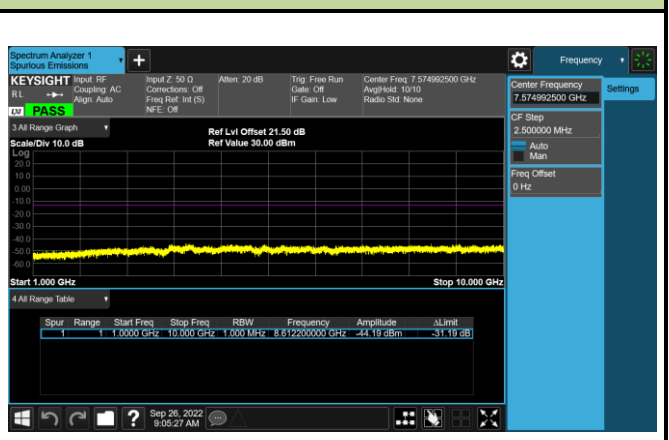 Spectrum Analyzer 1
Spurious Emissions
Frequency
KEYSIGHT Input: RF Input Z: 50 Ω Atten: 20 dB Trig: Free Run Center Freq: 7.574992500 GHz
RL Coupling: AC Corrections: Off Gate: Off Avg|Hold: 10/10
Align: Auto Freq Ref: Int (S) IF Gain: Low Radio Std: None
LXI PASS NFE: Off
3 All Range Graph
Ref Lvl Offset 21.50 dB
Scale/Div 10.0 dB Ref Value 30.00 dBm
Log
20.0
10.0
0.00
-10.0
-20.0
-30.0
-40.0
-50.0
-60.0
Start 1.000 GHz Stop 10.000 GHz
4 All Range Table
Spur Range Start Freq Stop Freq RBW Frequency Amplitude ΔLimit
1 1 1.0000 GHz 10.000 GHz 1.000 MHz 8.612200000 GHz -44.19 dBm -31.19 dB
Center Frequency
7.574992500 GHz
Settings
CF Step
2.500000 MHz
Auto
Man
Freq Offset
0 Hz
? Sep 26, 2022
9:05:27 AM